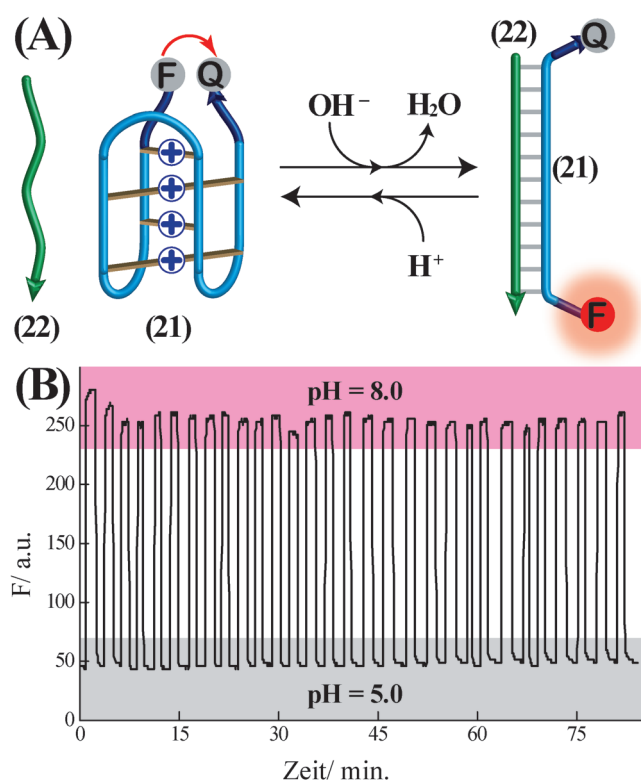 (A)
F Q
(22) Q
OH⁻ H₂O
(21)
H⁺
(22) (21)
F
(B)
pH = 8.0
250
200
150
100
50
0
F/ a.u.
pH = 5.0
0 15 30 45 60 75
Zeit/ min.